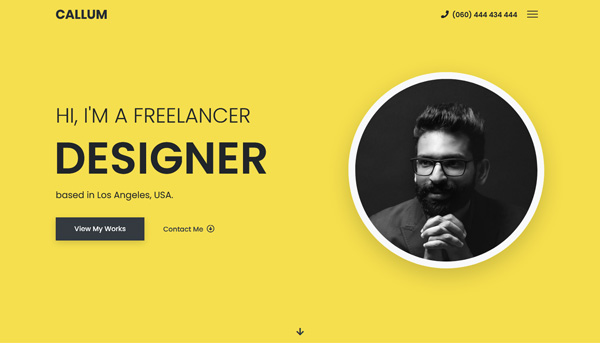 CALLUM
(060) 444 434 444
HI, I'M A FREELANCER
DESIGNER
based in Los Angeles, USA.
View My Works
Contact Me